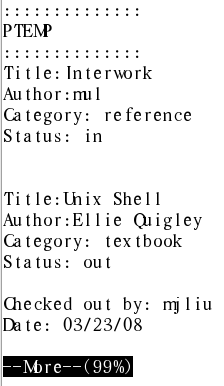 ::::::::::::::
PTEMP
::::::::::::::
Title:Interwork
Author:mul
Category: reference
Status: in
Title:Unix Shell
Author:Ellie Quigley
Category: textbook
Status: out
Checked out by: mjliu
Date: 03/23/08
--More--(99%)